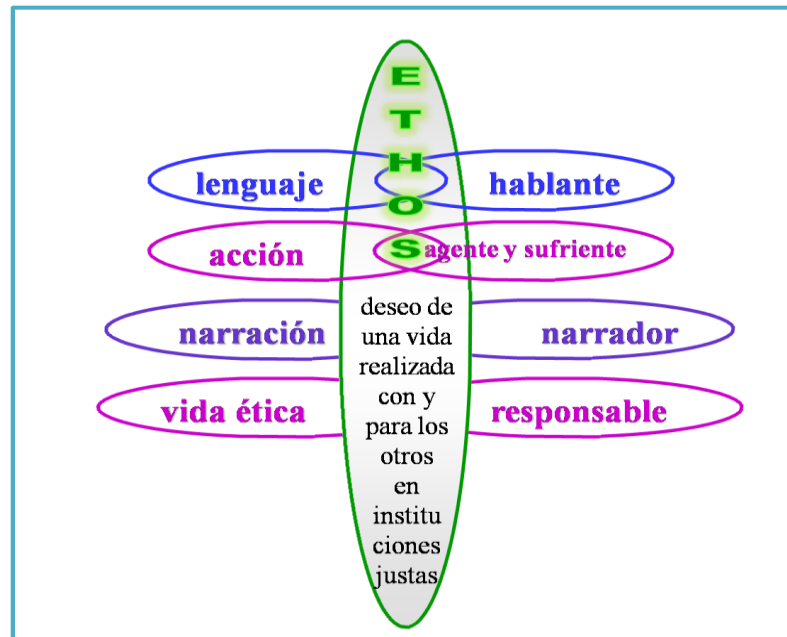 ETHOS
lenguaje
hablante
acción
agente y sufriente
narración
narrador
vida ética
responsable
deseo de
una vida
realizada
con y
para los
otros
en
institu
ciones
justas